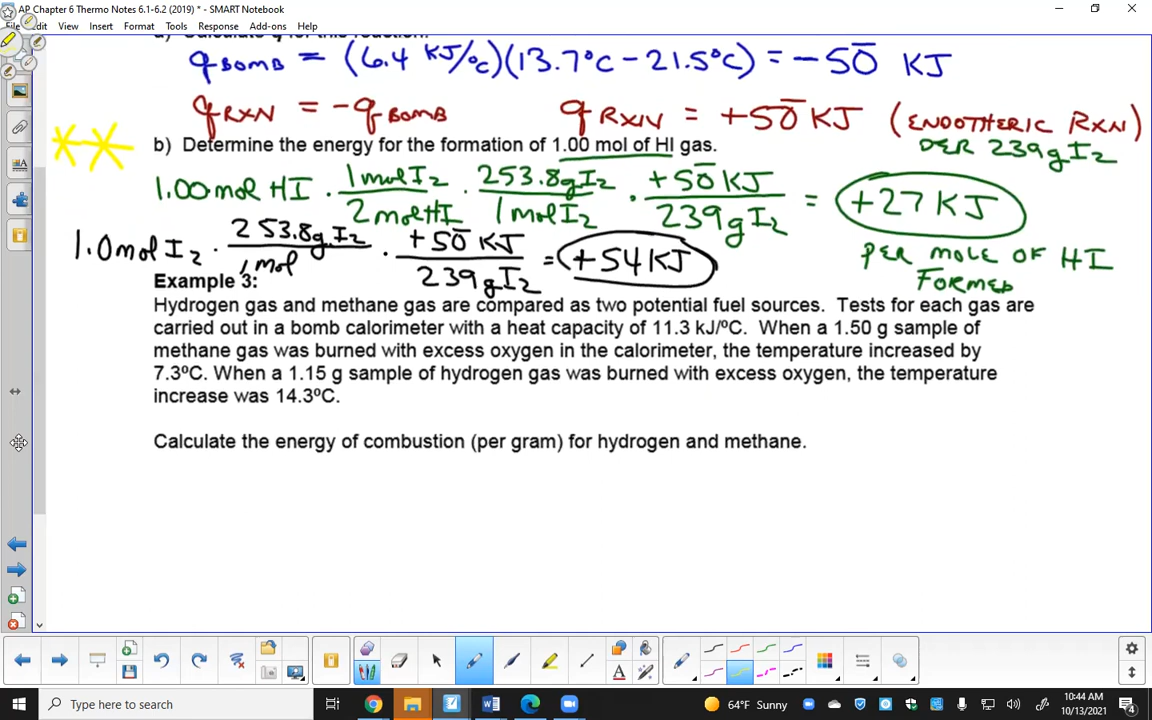 AP Chapter 6 Thermo Notes 6.1-6.2 (2019) * - SMART Notebook
Edit View Insert Format Tools Response Add-ons Help
q BOMB = (6.4 KJ/°C)(13.7°C - 21.5°C) = -50̄ KJ
q RXN = -q BOMB q RXN = +50̄ KJ (ENDOTHERIC RXN)
PER 239g I2
b) Determine the energy for the formation of 1.00 mol of HI gas.
1.00 mol HI · 1 mol I2 / 2 mol HI · 253.8g I2 / 1 mol I2 · +50̄ KJ / 239g I2 = +27 KJ
PER MOLE OF HI
FORMED
1.0 mol I2 · 253.8g I2 / 1 mol · +50̄ KJ / 239g I2 = +54 KJ
Example 3:
Hydrogen gas and methane gas are compared as two potential fuel sources. Tests for each gas are
carried out in a bomb calorimeter with a heat capacity of 11.3 kJ/ºC. When a 1.50 g sample of
methane gas was burned with excess oxygen in the calorimeter, the temperature increased by
7.3ºC. When a 1.15 g sample of hydrogen gas was burned with excess oxygen, the temperature
increase was 14.3ºC.
Calculate the energy of combustion (per gram) for hydrogen and methane.
Type here to search
64°F Sunny
10:44 AM
10/13/2021
4